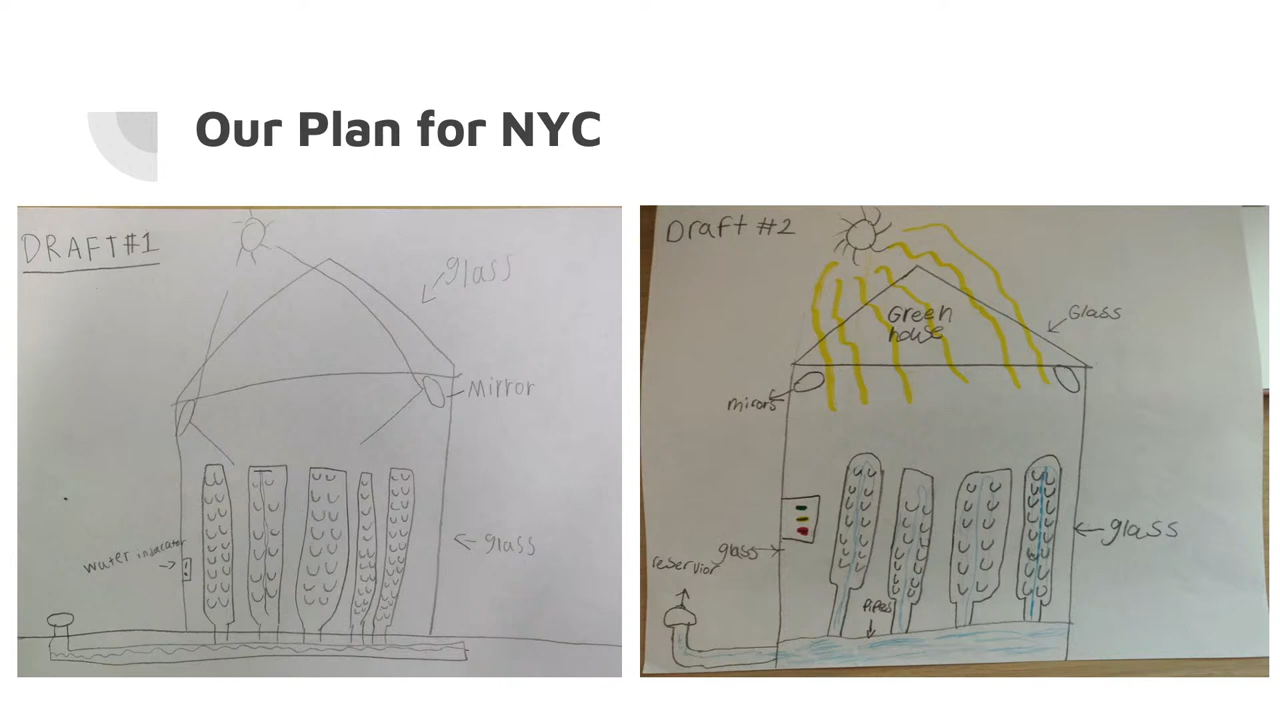 Our Plan for NYC
DRAFT#1
glass
Mirror
water indacator
glass
Draft #2
Green
house
Glass
mirors
glass
glass
reservior
Pipes